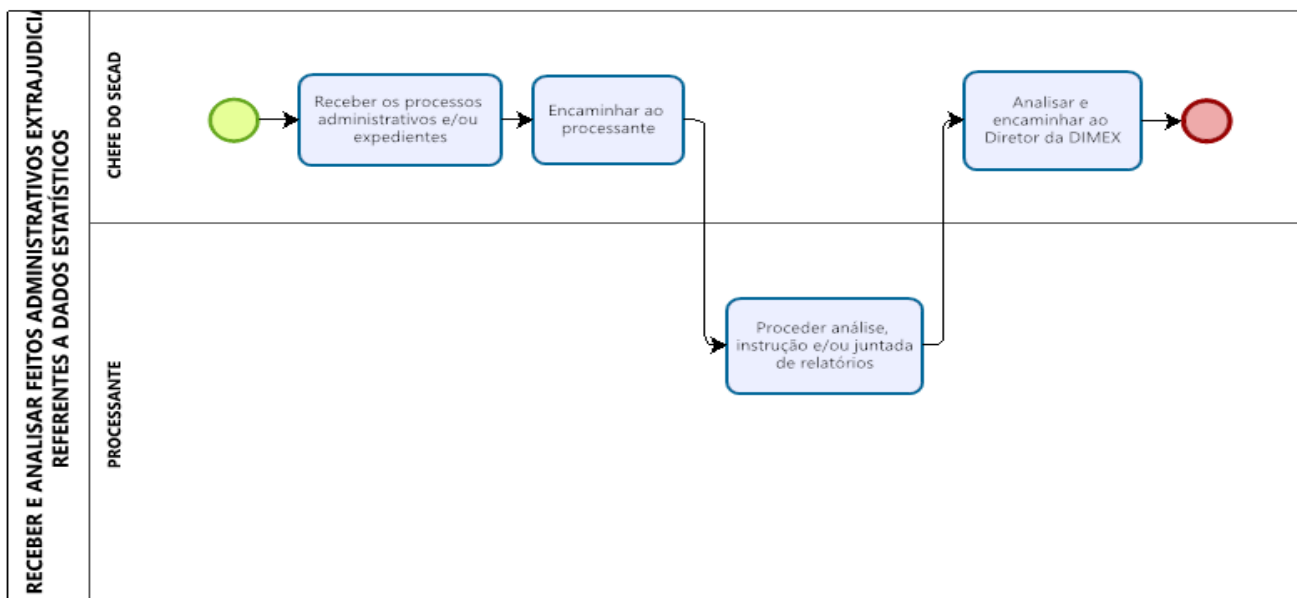 RECEBER E ANALISAR FEITOS ADMINISTRATIVOS EXTRAJUDICIA
REFERENTES A DADOS ESTATÍSTICOS
CHEFE DO SECAD
Receber os processos
administrativos e/ou
expedientes
Encaminhar ao
processante
Analisar e
encaminhar ao
Diretor da DIMEX
PROCESSANTE
Proceder análise,
instrução e/ou juntada
de relatórios